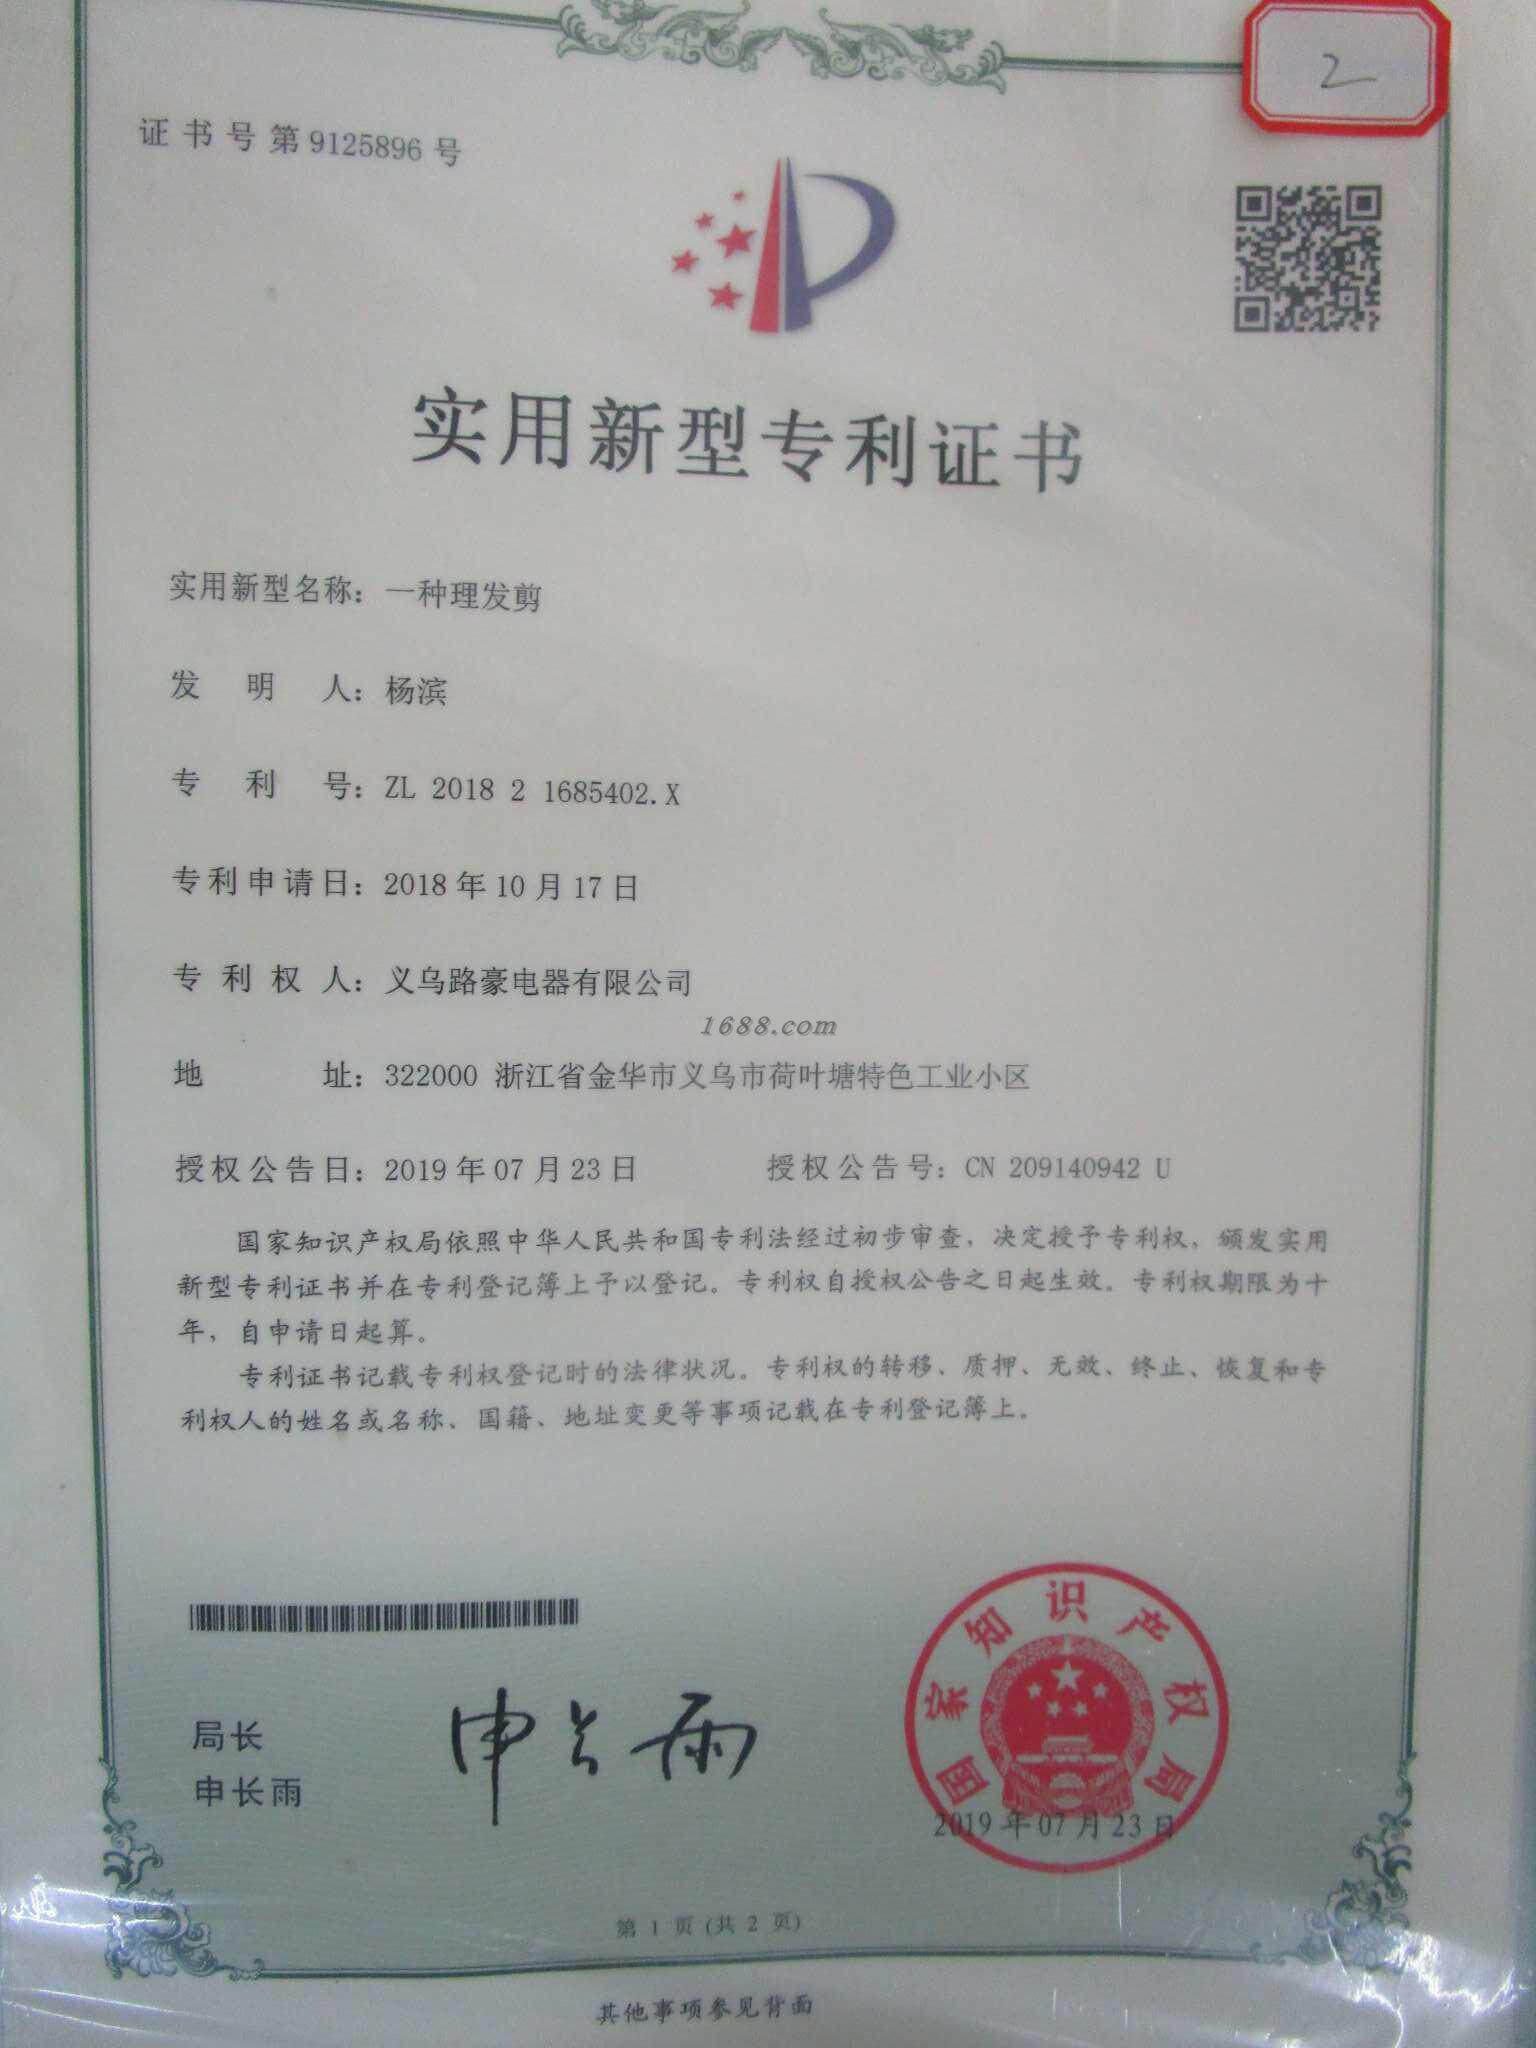 2
证书号第9125896号
实用新型专利证书
实用新型名称：一种理发剪
发明人：杨滨
专利号：ZL 2018 2 1685402.X
专利申请日：2018年10月17日
专利权人：义乌路豪电器有限公司
1688.com
地址：322000 浙江省金华市义乌市荷叶塘特色工业小区
授权公告日：2019年07月23日 授权公告号：CN 209140942 U
国家知识产权局依照中华人民共和国专利法经过初步审查，决定授予专利权，颁发实用
新型专利证书并在专利登记簿上予以登记。专利权自授权公告之日起生效。专利权期限为十
年，自申请日起算。
专利证书记载专利权登记时的法律状况。专利权的转移、质押、无效、终止、恢复和专
利权人的姓名或名称、国籍、地址变更等事项记载在专利登记簿上。
局长
申长雨
申长雨
国家知识产权局
2019年07月23日
第 1 页 (共 2 页)
其他事项参见背面